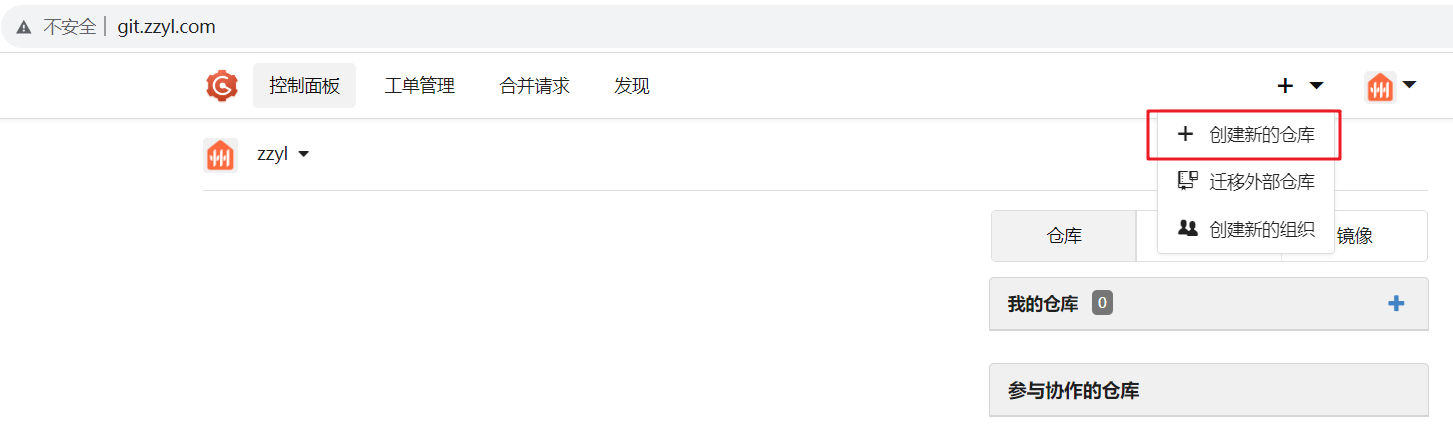 不安全 | git.zzyl.com
控制面板 工单管理 合并请求 发现
创建新的仓库
zzyl
迁移外部仓库
创建新的组织
仓库 镜像
我的仓库 0
参与协作的仓库